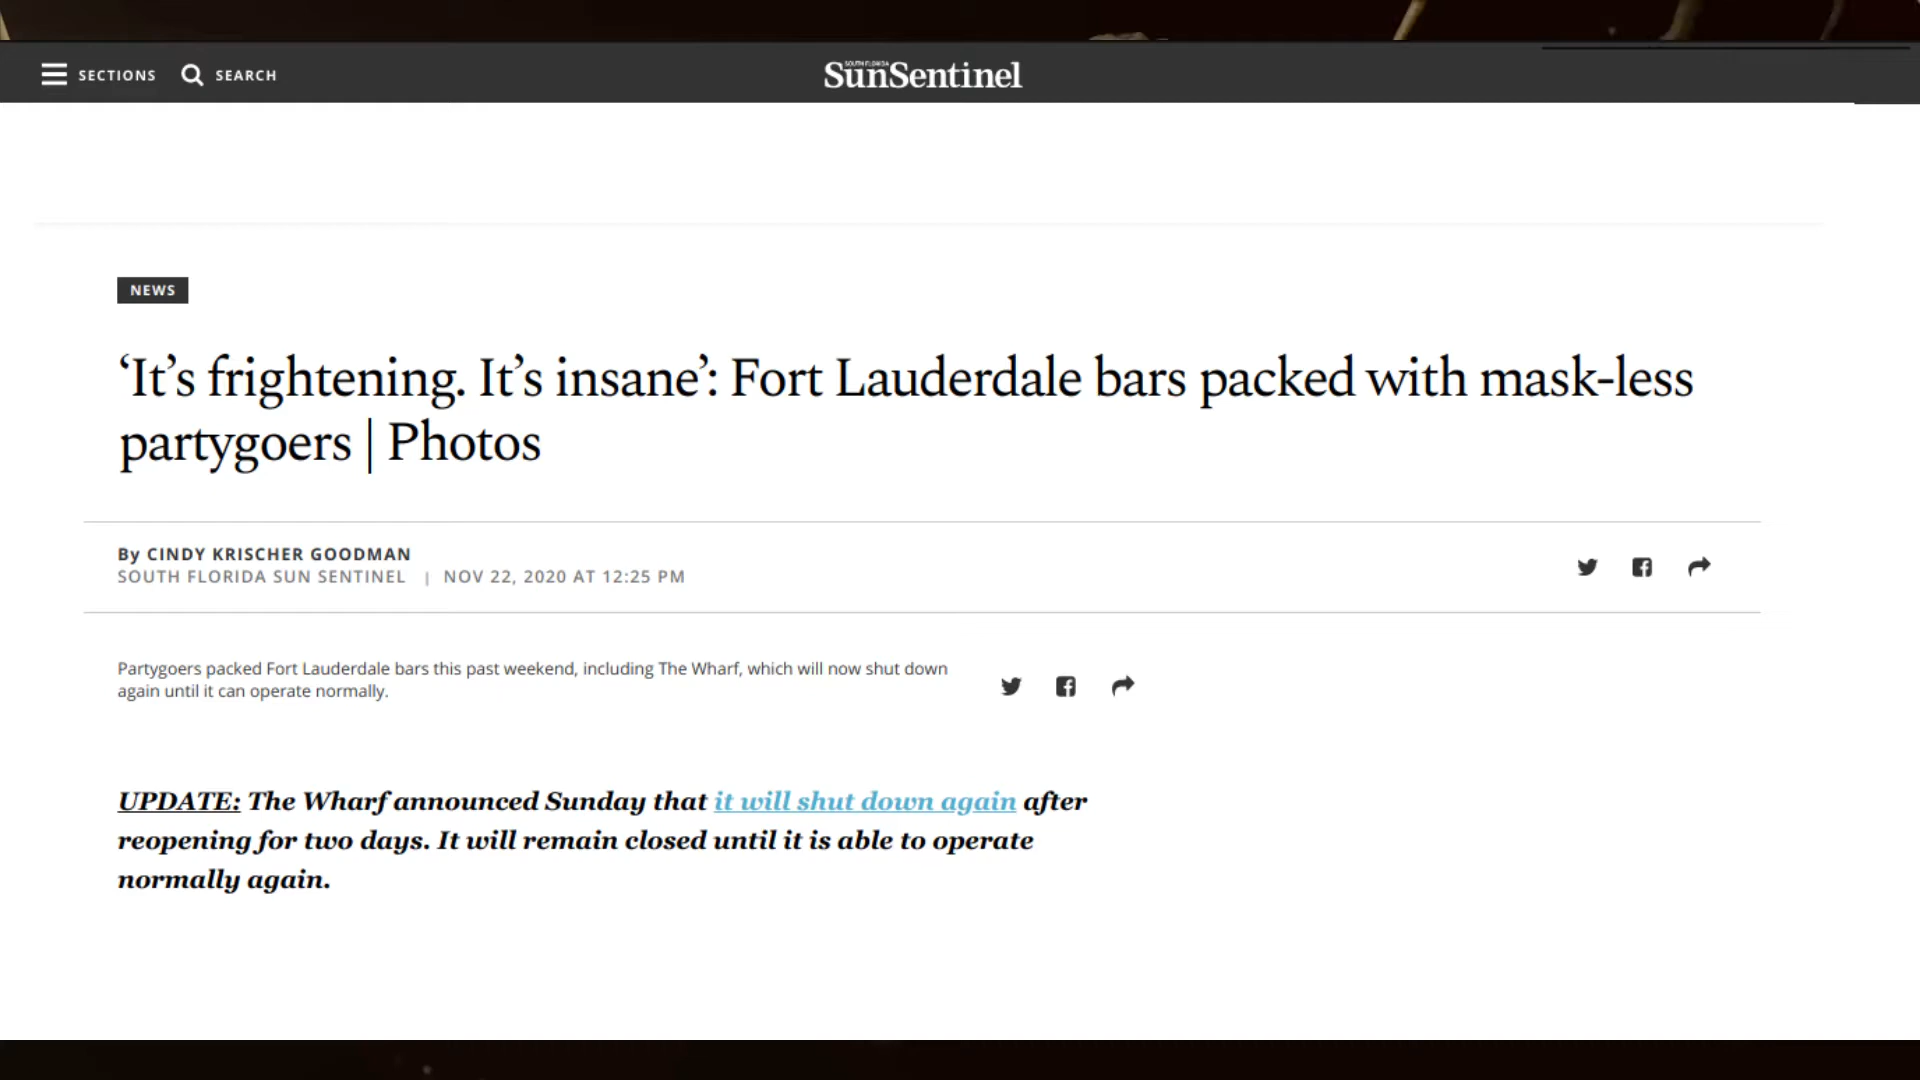 SECTIONS SEARCH
SOUTH FLORIDA
SunSentinel
NEWS
‘It’s frightening. It’s insane’: Fort Lauderdale bars packed with mask-less
partygoers | Photos
By CINDY KRISCHER GOODMAN
SOUTH FLORIDA SUN SENTINEL | NOV 22, 2020 AT 12:25 PM
Partygoers packed Fort Lauderdale bars this past weekend, including The Wharf, which will now shut down
again until it can operate normally.
UPDATE: The Wharf announced Sunday that it will shut down again after
reopening for two days. It will remain closed until it is able to operate
normally again.